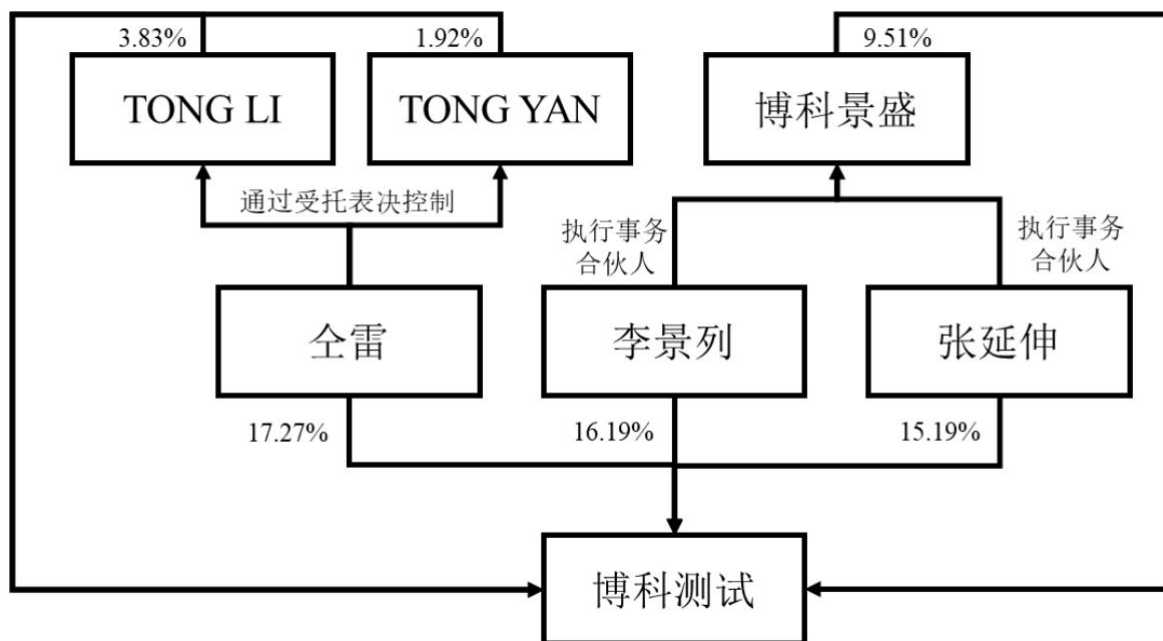 3.83%
1.92%
9.51%
TONG LI
TONG YAN
博科景盛
通过受托表决控制
执行事务
合伙人
执行事务
合伙人
仝雷
李景列
张延伸
17.27%
16.19%
15.19%
博科测试